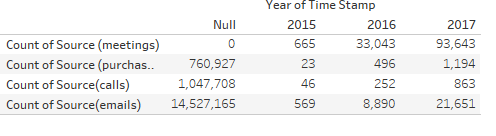 Year of Time Stamp
Null 2015 2016 2017
Count of Source (meetings) 0 665 33,043 93,643
Count of Source (purchas.. 760,927 23 496 1,194
Count of Source(calls) 1,047,708 46 252 863
Count of Source(emails) 14,527,165 569 8,890 21,651